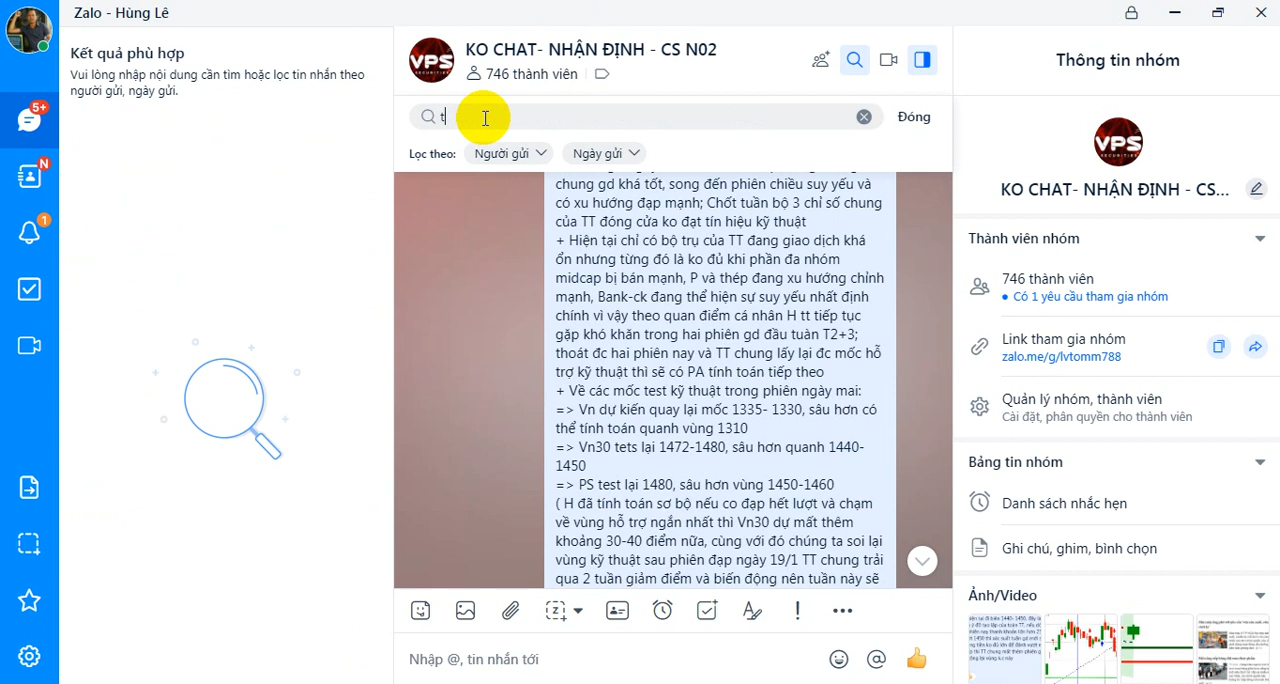 Zalo - Hùng Lê
5+
N
1
Kết quả phù hợp
Vui lòng nhập nội dung cần tìm hoặc lọc tin nhắn theo
người gửi, ngày gửi.
VPS
SECURITIES
KO CHAT- NHẬN ĐỊNH - CS N02
746 thành viên
t
Đóng
Lọc theo:
Người gửi
Ngày gửi
chung gd khá tốt, song đến phiên chiều suy yếu và
có xu hướng đạp mạnh; Chốt tuần bộ 3 chỉ số chung
của TT đóng cửa ko đạt tín hiệu kỹ thuật
+ Hiện tại chỉ có bộ trụ của TT đang giao dịch khá
ổn nhưng từng đó là ko đủ khi phần đa nhóm
midcap bị bán mạnh, P và thép đang xu hướng chỉnh
mạnh, Bank-ck đang thể hiện sự suy yếu nhất định
chính vì vậy theo quan điểm cá nhân H tt tiếp tục
gặp khó khăn trong hai phiên gd đầu tuàn T2+3;
thoát đc hai phiên nay và TT chung lấy lại đc mốc hỗ
trợ kỹ thuật thì sẽ có PA tính toán tiếp theo
+ Về các mốc test kỹ thuật trong phiên ngày mai:
=> Vn dự kiến quay lại mốc 1335- 1330, sâu hơn có
thể tính toán quanh vùng 1310
=> Vn30 tets lại 1472-1480, sâu hơn quanh 1440-
1450
=> PS test lại 1480, sâu hơn vùng 1450-1460
( H đã tính toán sơ bộ nếu co đạp hết lượt và chạm
về vùng hỗ trợ ngắn nhất thì Vn30 dự mất thêm
khoảng 30-40 điểm nữa, cùng với đó chúng ta soi lại
vùng kỹ thuật sau phiên đạp ngày 19/1 TT chung trải
qua 2 tuần giảm điểm và biến động nên tuần này sẽ
Nhập @, tin nhắn tới
Thông tin nhóm
VPS
SECURITIES
KO CHAT- NHẬN ĐỊNH - CS...
Thành viên nhóm
746 thành viên
• Có 1 yêu cầu tham gia nhóm
Link tham gia nhóm
zalo.me/g/lvtomm788
Quản lý nhóm, thành viên
Cài đặt, phân quyền cho thành viên
Bảng tin nhóm
Danh sách nhắc hẹn
Ghi chú, ghim, bình chọn
Ảnh/Video